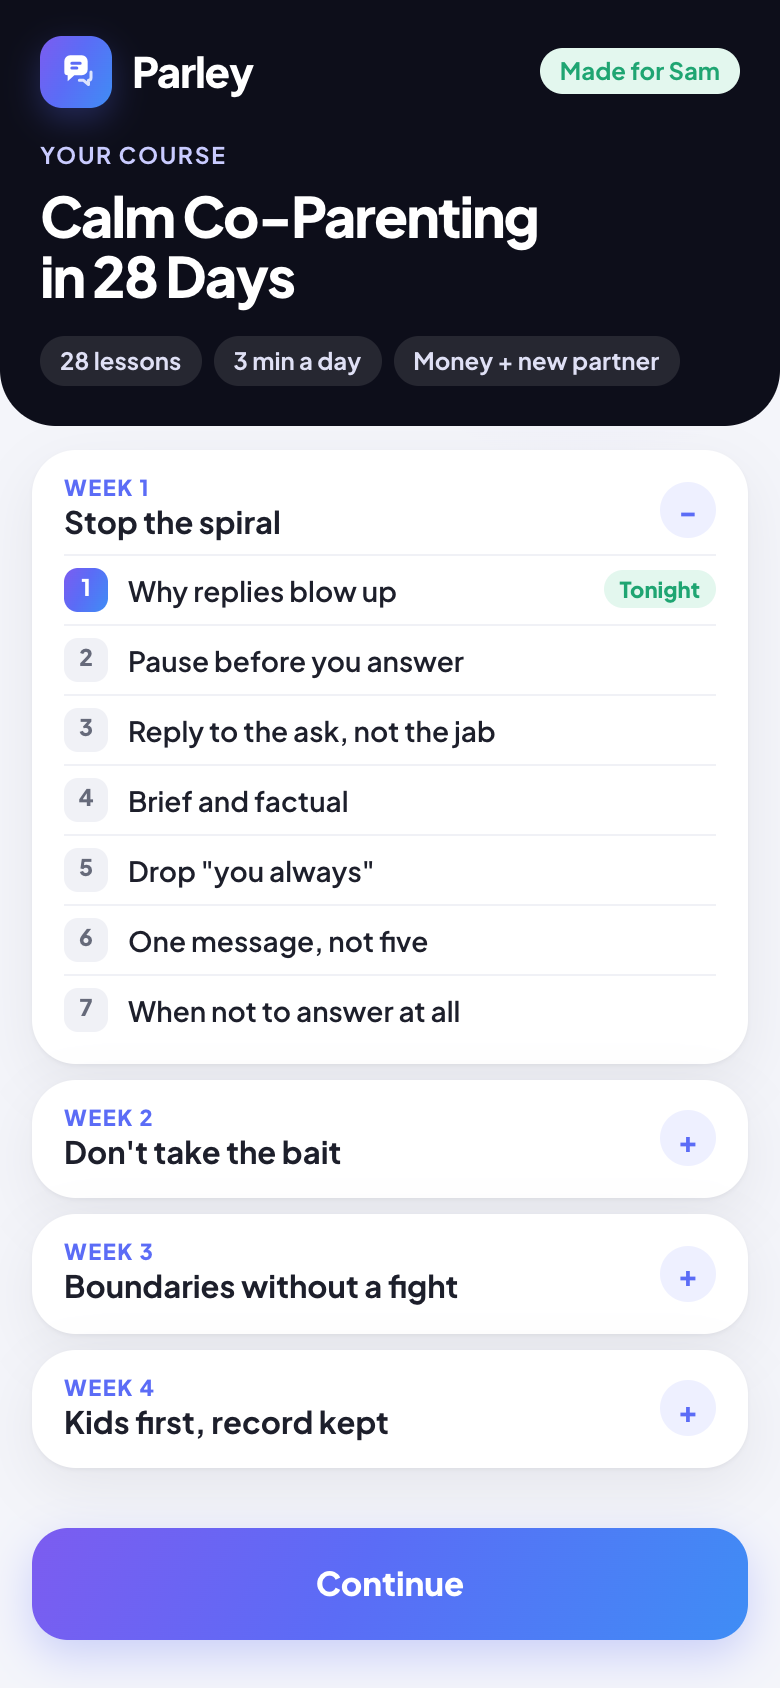 Parley
Made for Sam
YOUR COURSE
Calm Co-Parenting
in 28 Days
28 lessons
3 min a day
Money + new partner
WEEK 1
Stop the spiral
-
1 Why replies blow up Tonight
2 Pause before you answer
3 Reply to the ask, not the jab
4 Brief and factual
5 Drop "you always"
6 One message, not five
7 When not to answer at all
WEEK 2
Don't take the bait
+
WEEK 3
Boundaries without a fight
+
WEEK 4
Kids first, record kept
+
Continue